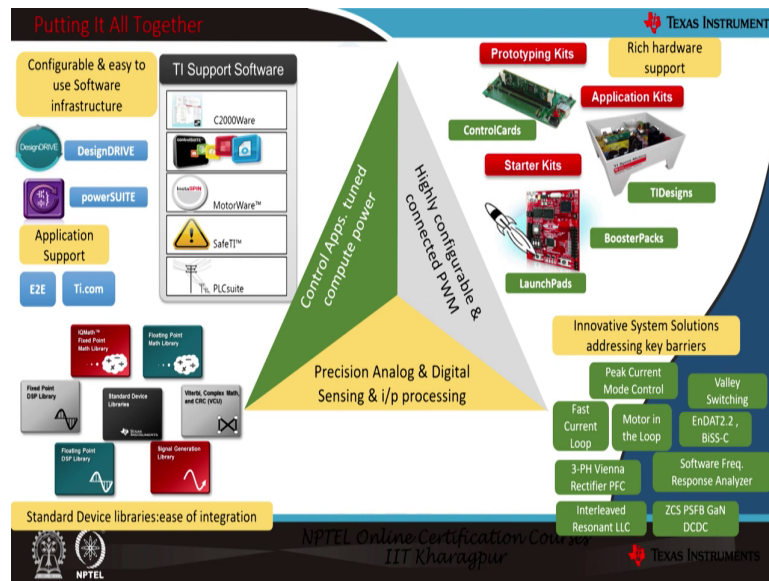 Putting It All Together
TEXAS INSTRUMENT
Configurable & easy to
use Software
infrastructure
DesignDRIVE
DesignDRIVE
powerSUITE
Application
Support
E2E
Ti.com
TI Support Software
C2000Ware
controlSUITE
InstaSPIN
MotorWare™
SafeTI™
PLCsuite
Control Apps. tuned
compute power
Highly configurable &
connected PWM
Precision Analog & Digital
Sensing & i/p processing
Prototyping Kits
Rich hardware
support
ControlCards
Application Kits
TIDesigns
Starter Kits
BoosterPacks
LaunchPads
IQMath™
Fixed Point
Math Library
Floating Point
Math Library
Fixed Point
DSP Library
Standard Device
Libraries
TEXAS INSTRUMENTS
Viterbi, Complex Math,
and CRC (VCU)
Floating Point
DSP Library
Signal Generation
Library
Standard Device libraries:ease of integration
Innovative System Solutions
addressing key barriers
Peak Current
Mode Control
Valley
Switching
Fast
Current
Loop
Motor in
the Loop
EnDAT2.2 ,
BiSS-C
3-PH Vienna
Rectifier PFC
Software Freq.
Response Analyzer
Interleaved
Resonant LLC
ZCS PSFB GaN
DCDC
NPTEL
NPTEL Online Certification Courses
IIT Kharagpur
TEXAS INSTRUMENTS